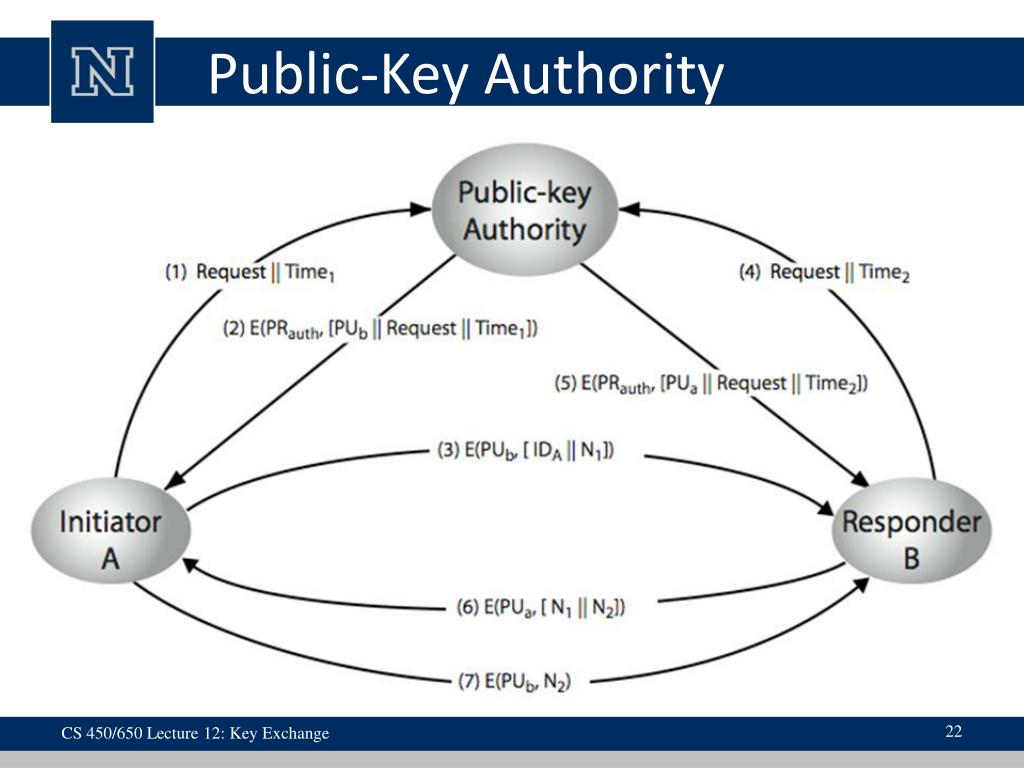 N
Public-Key Authority
Public-key
Authority
(1) Request || Time₁
(4) Request || Time₂
(2) E(PRauth, [PUb || Request || Time₁])
(5) E(PRauth, [PUa || Request || Time₂])
(3) E(PUb, [ IDA || N₁])
Initiator
A
Responder
B
(6) E(PUa, [ N₁ || N₂])
(7) E(PUb, N₂)
CS 450/650 Lecture 12: Key Exchange
22